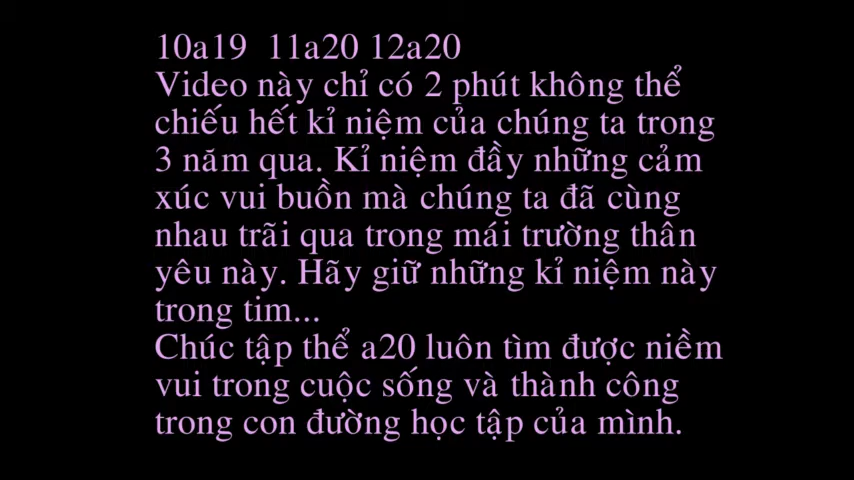 10a19 11a20 12a20
Video này chỉ có 2 phút không thể
chiếu hết kỉ niệm của chúng ta trong
3 năm qua. Kỉ niệm đầy những cảm
xúc vui buồn mà chúng ta đã cùng
nhau trãi qua trong mái trường thân
yêu này. Hãy giữ những kỉ niệm này
trong tim...
Chúc tập thể a20 luôn tìm được niềm
vui trong cuộc sống và thành công
trong con đường học tập của mình.